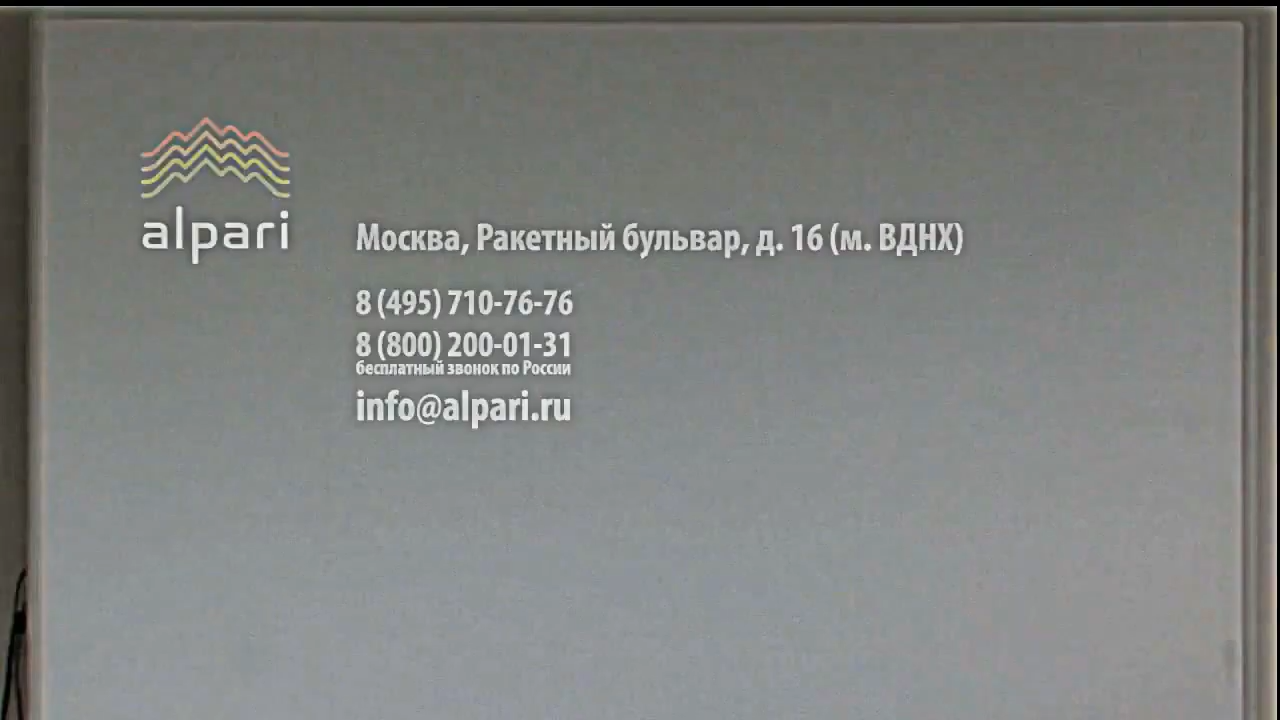 alpari
Москва, Ракетный бульвар, д. 16 (м. ВДНХ)
8 (495) 710-76-76
8 (800) 200-01-31
бесплатный звонок по России
info@alpari.ru